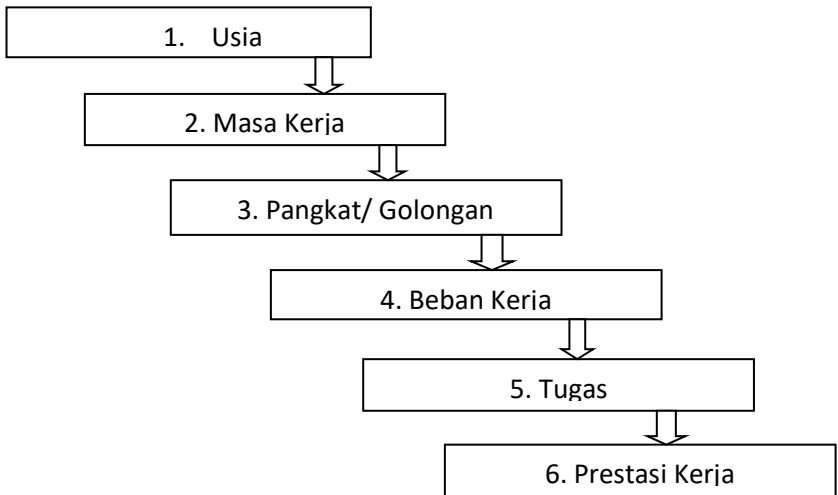 1. Usia
2. Masa Kerja
3. Pangkat/ Golongan
4. Beban Kerja
5. Tugas
6. Prestasi Kerja